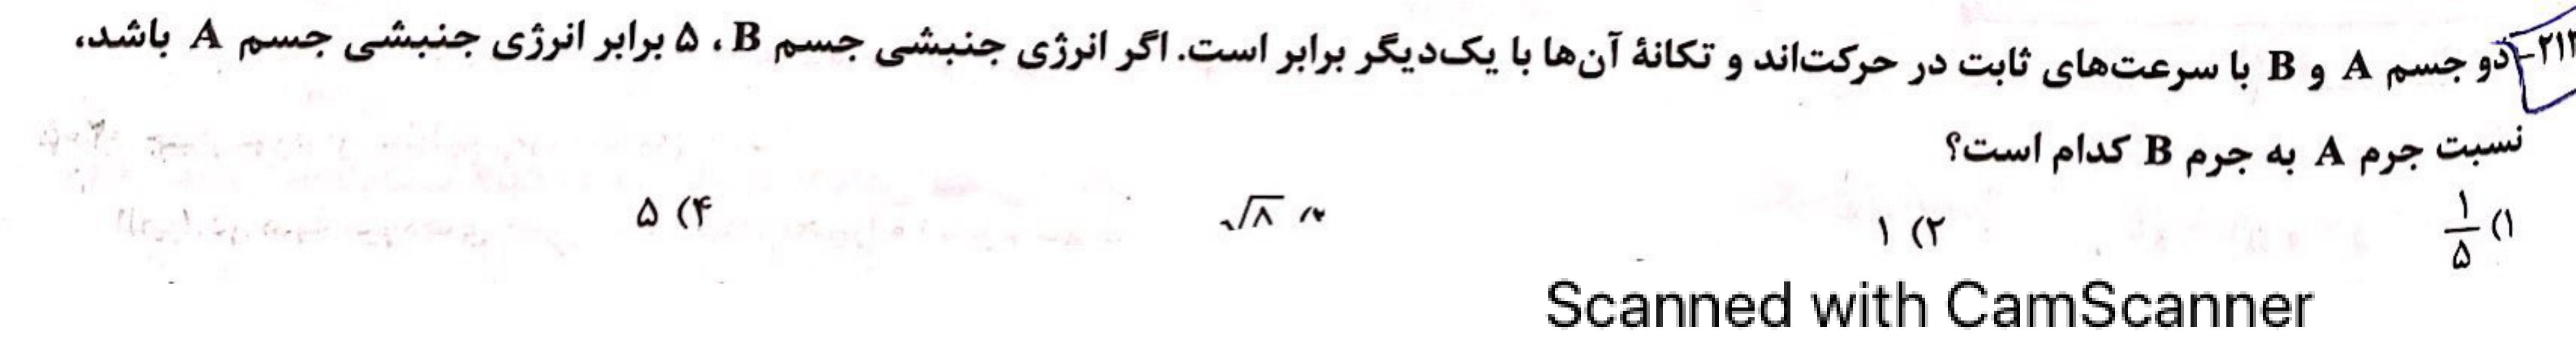 ۲۱۲- دو جسم A و B با سرعت‌های ثابت در حرکت‌اند و تکانهٔ آن‌ها با یک‌دیگر برابر است. اگر انرژی جنبشی جسم B، ۵ برابر انرژی جنبشی جسم A باشد،
نسبت جرم A به جرم B کدام است؟
۱) ۱/۵ ۲) ۱ √۸ ۴) ۵
Scanned with CamScanner